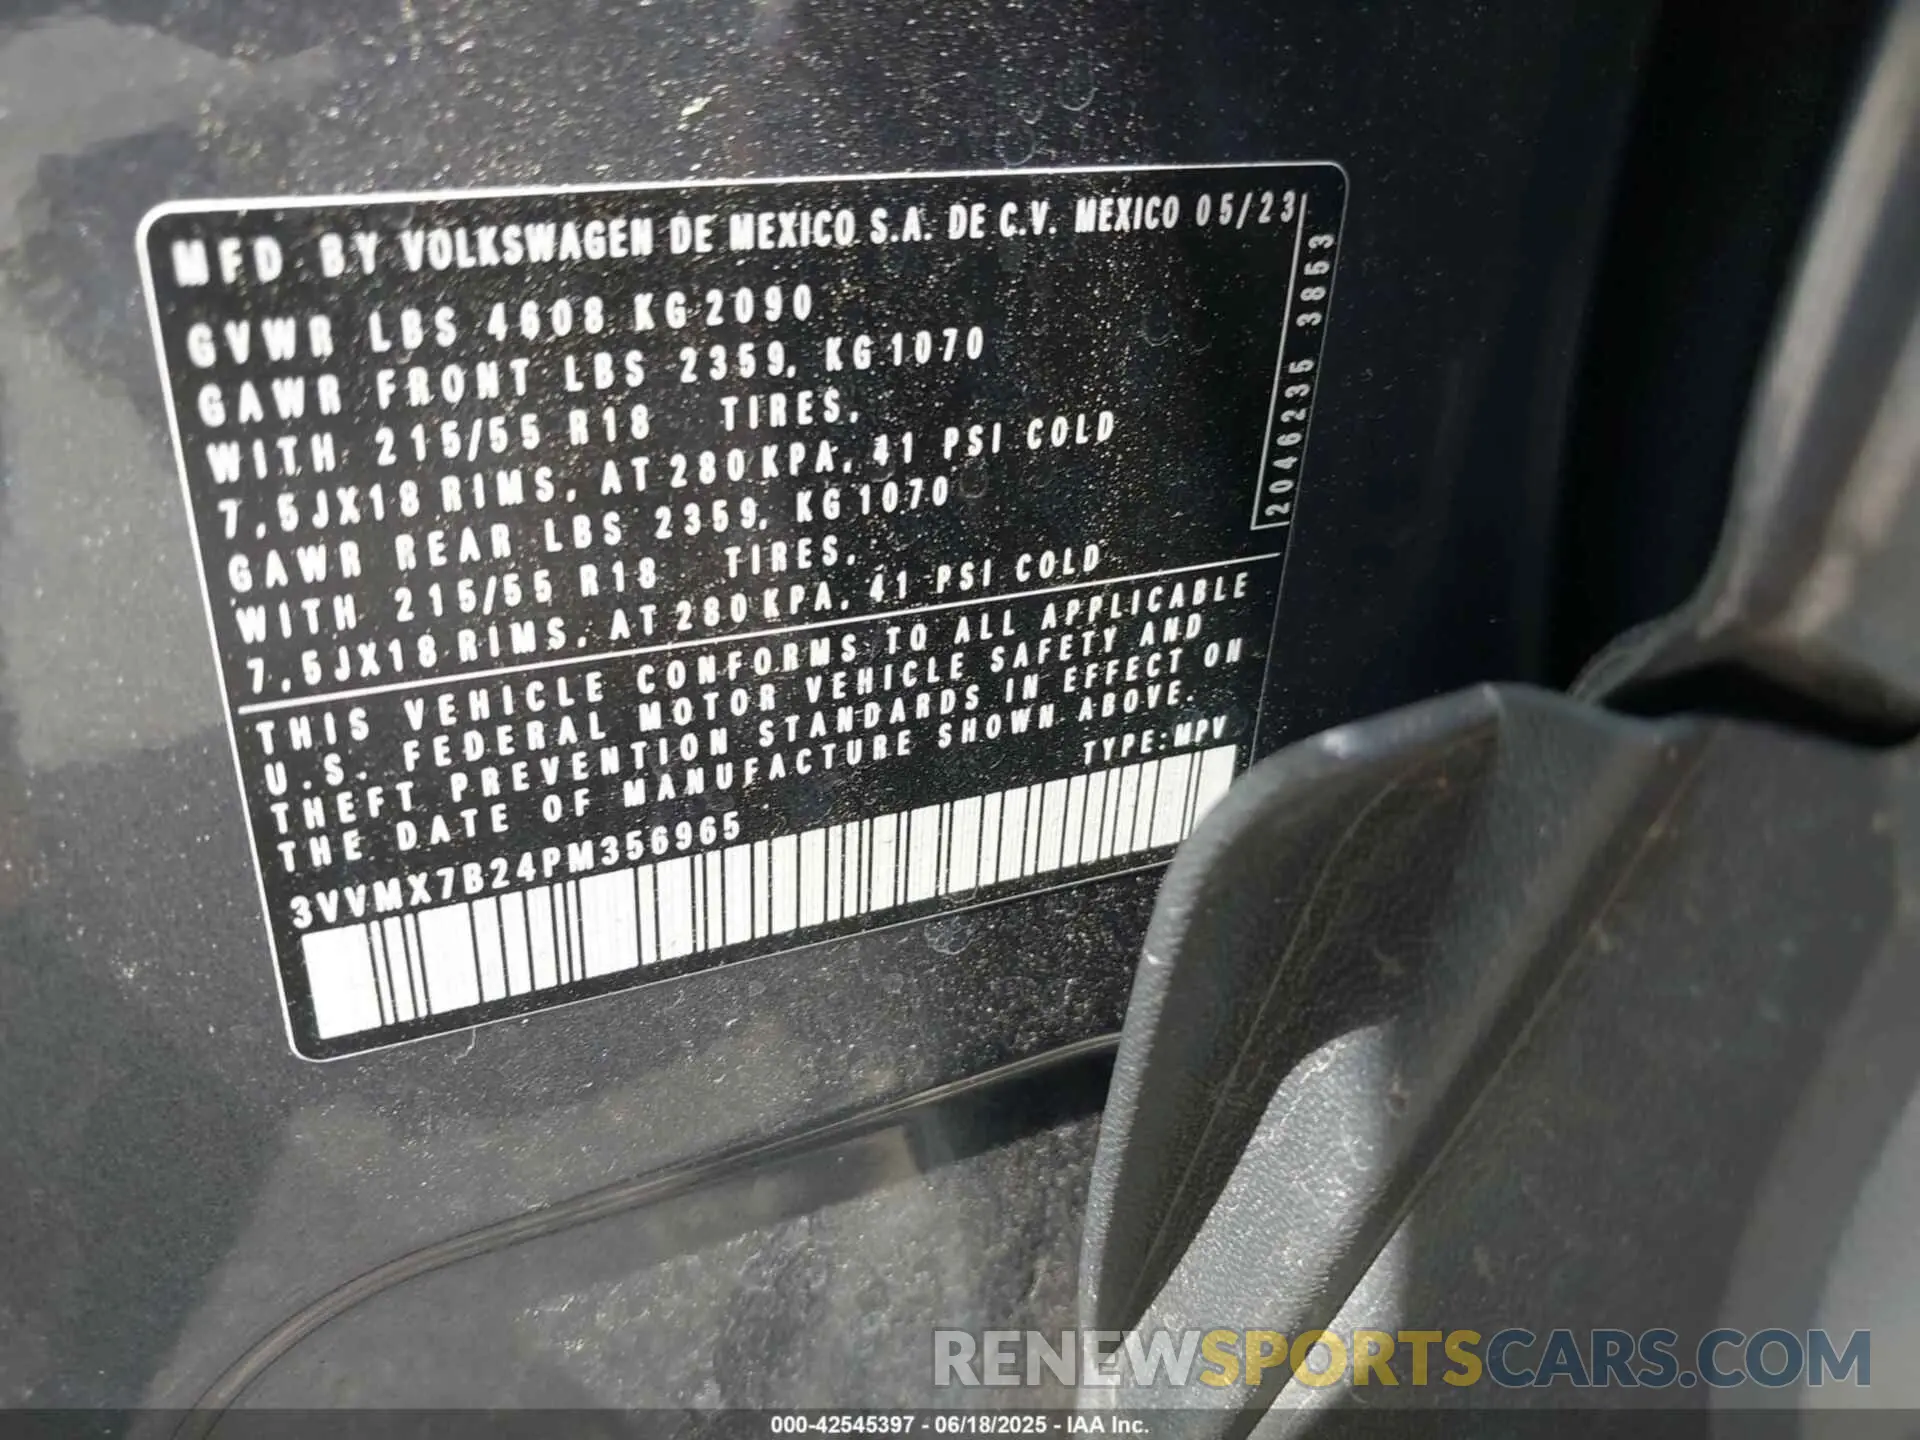 MFD BY VOLKSWAGEN DE MEXICO S.A. DE C.V. MEXICO 05/23
GVWR LBS 4608 KG 2090
GAWR FRONT LBS 2359, KG 1070
WITH 215/55 R18 TIRES,
7,5JX18 RIMS, AT 280 KPA, 41 PSI COLD
GAWR REAR LBS 2359, KG 1070
WITH 215/55 R18 TIRES,
7,5JX18 RIMS, AT 280 KPA, 41 PSI COLD
2046235 3853
THIS VEHICLE CONFORMS TO ALL APPLICABLE
U.S. FEDERAL MOTOR VEHICLE SAFETY AND
THEFT PREVENTION STANDARDS IN EFFECT ON
THE DATE OF MANUFACTURE SHOWN ABOVE.
3VVMX7B24PM356965 TYPE:MPV
RENEWSPORTSCARS.COM
000-42545397 - 06/18/2025 - IAA Inc.